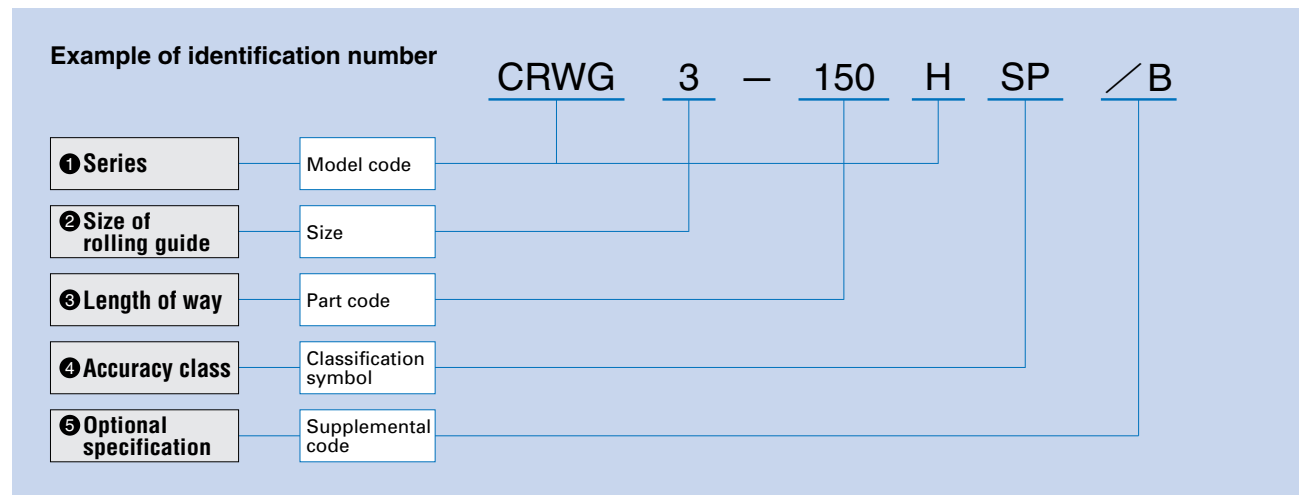 Example of identification number
CRWG 3 － 150 H SP ／B
❶Series
Model code
❷Size of
rolling guide
Size
❸Length of way
Part code
❹Accuracy class
Classification
symbol
❺Optional
specification
Supplemental
code